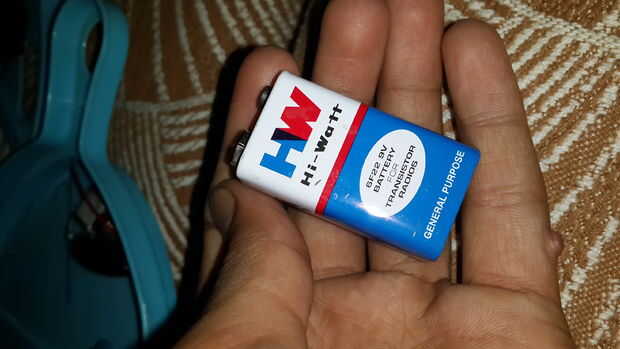 HW
Hi-Watt
6F22 9V
BATTERY
FOR
TRANSISTOR
RADIOS
GENERAL PURPOSE